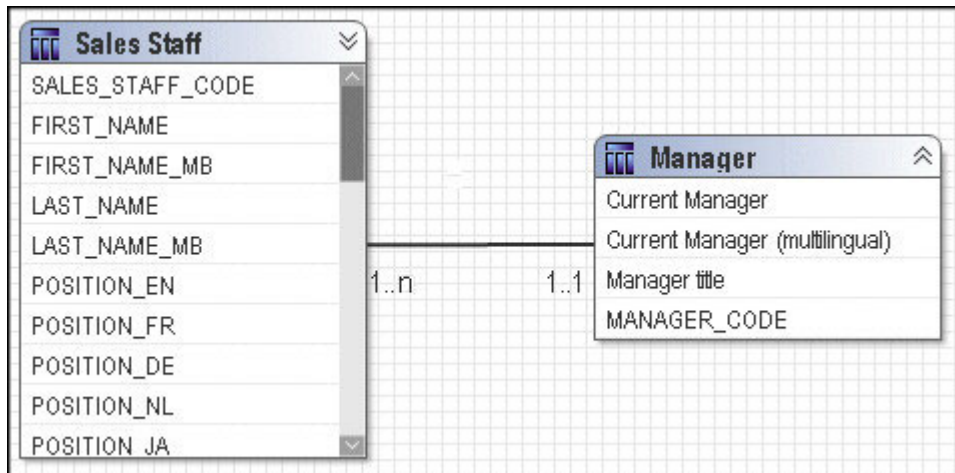 Sales Staff
SALES_STAFF_CODE
FIRST_NAME
FIRST_NAME_MB
LAST_NAME
LAST_NAME_MB
POSITION_EN
POSITION_FR
POSITION_DE
POSITION_NL
POSITION_JA
1..n
1..1
Manager
Current Manager
Current Manager (multilingual)
Manager title
MANAGER_CODE